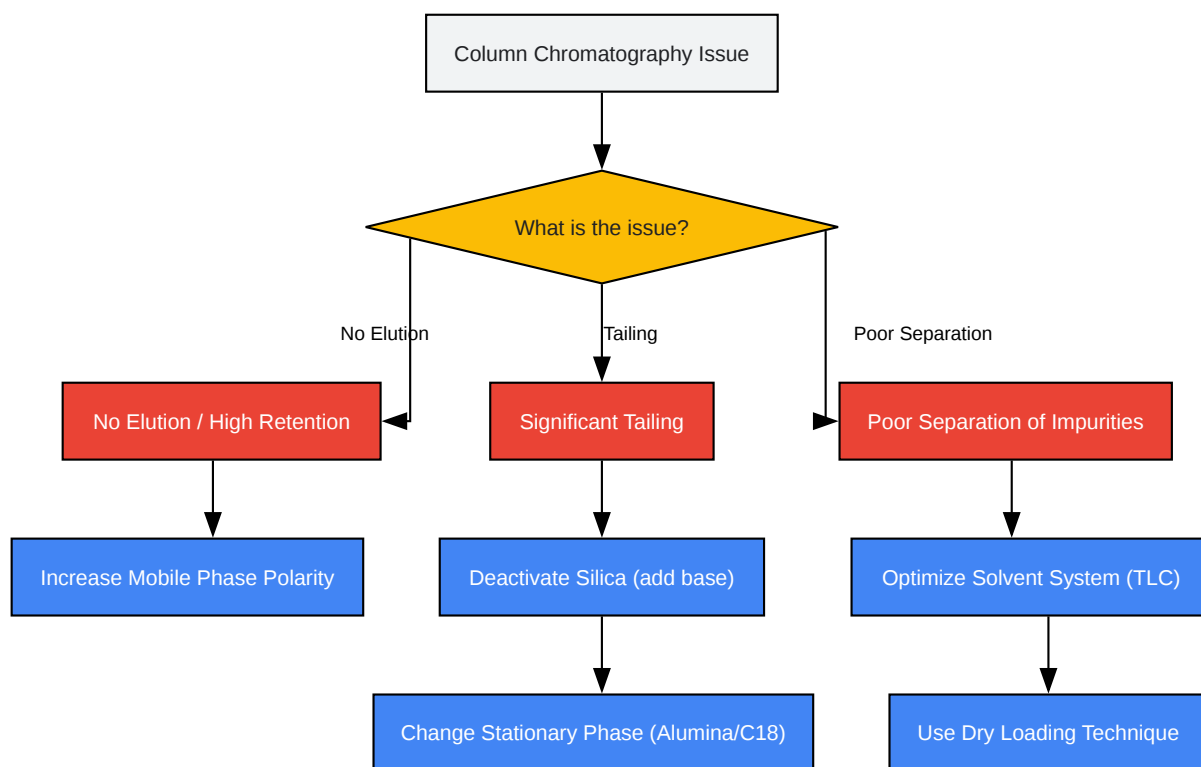 Column Chromatography Issue
What is the issue?
No Elution
Tailing
Poor Separation
No Elution / High Retention
Significant Tailing
Poor Separation of Impurities
Increase Mobile Phase Polarity
Deactivate Silica (add base)
Optimize Solvent System (TLC)
Change Stationary Phase (Alumina/C18)
Use Dry Loading Technique